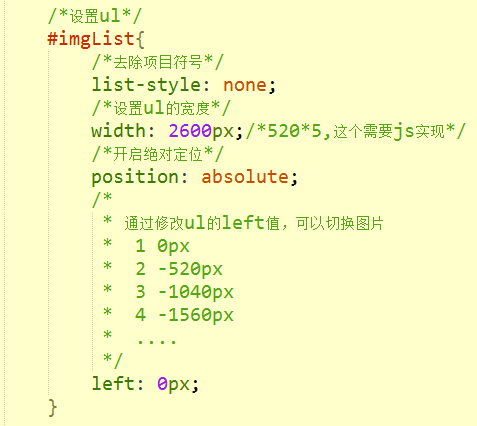 /*设置ul*/
#imgList{
/*去除项目符号*/
list-style: none;
/*设置ul的宽度*/
width: 2600px;/*520*5,这个需要js实现*/
/*开启绝对定位*/
position: absolute;
/*
* 通过修改ul的left值，可以切换图片
* 1 0px
* 2 -520px
* 3 -1040px
* 4 -1560px
* ....
*/
left: 0px;
}